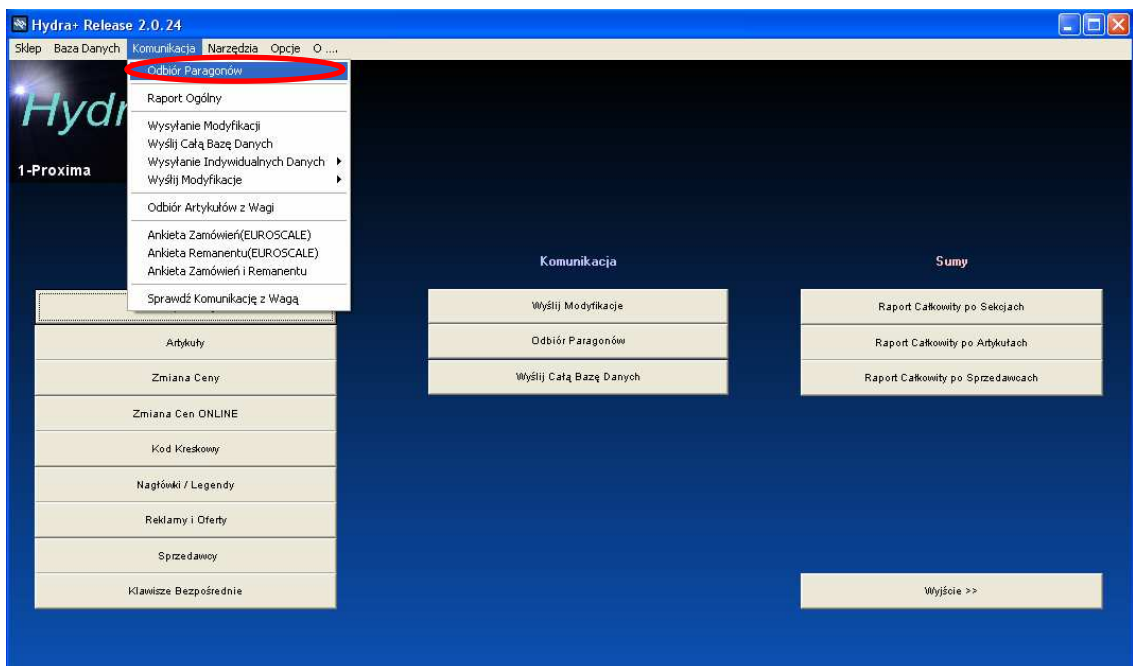 Hydra+ Release 2.0.24
Sklep Baza Danych Komunikacja Narzędzia Opcje O ....
Odbiór Paragonów
Raport Ogólny
Wysyłanie Modyfikacji
Wyślij Całą Bazę Danych
Wysyłanie Indywidualnych Danych
Wyślij Modyfikacje
Odbiór Artykułów z Wagi
Ankieta Zamówień(EUROSCALE)
Ankieta Remanentu(EUROSCALE)
Ankieta Zamówień i Remanentu
Sprawdź Komunikację z Wagą
Hydr
1-Proxima
Artykuły
Zmiana Ceny
Zmiana Cen ONLINE
Kod Kreskowy
Nagłówki / Legendy
Reklamy i Oferty
Sprzedawcy
Klawisze Bezpośrednie
Komunikacja
Wyślij Modyfikacje
Odbiór Paragonów
Wyślij Całą Bazę Danych
Sumy
Raport Całkowity po Sekcjach
Raport Całkowity po Artykułach
Raport Całkowity po Sprzedawcach
Wyjście >>